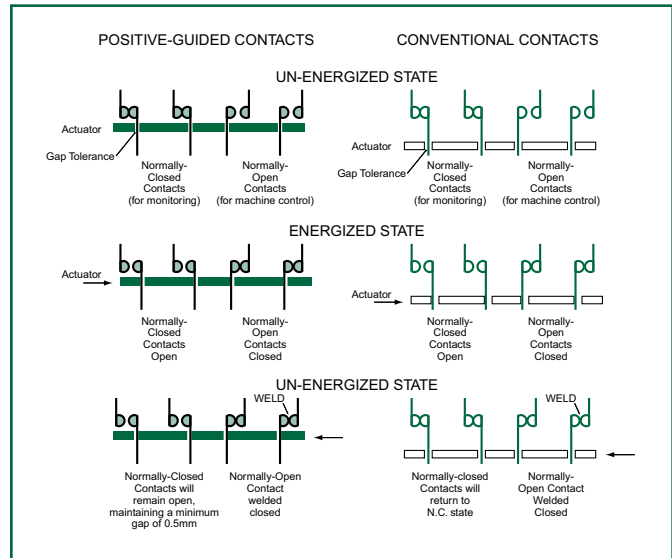 POSITIVE-GUIDED CONTACTS
CONVENTIONAL CONTACTS
UN-ENERGIZED STATE
Actuator
Gap Tolerance
Normally-
Closed
Contacts
(for monitoring)
Normally-
Open
Contacts
(for machine control)
Actuator
Gap Tolerance
Normally-
Closed
Contacts
(for monitoring)
Normally-
Open
Contacts
(for machine control)
ENERGIZED STATE
Actuator
Normally-
Closed
Contacts
Open
Normally-
Open
Contacts
Closed
Actuator
Normally-
Closed
Contacts
Open
Normally-
Open
Contacts
Closed
UN-ENERGIZED STATE
WELD
Normally-Closed
Contacts will
remain open,
maintaining a minimum
gap of 0.5mm
Normally-Open
Contact
welded
closed
WELD
Normally-closed
Contacts will
return to
N.C. state
Normally-
Open Contact
Welded
Closed